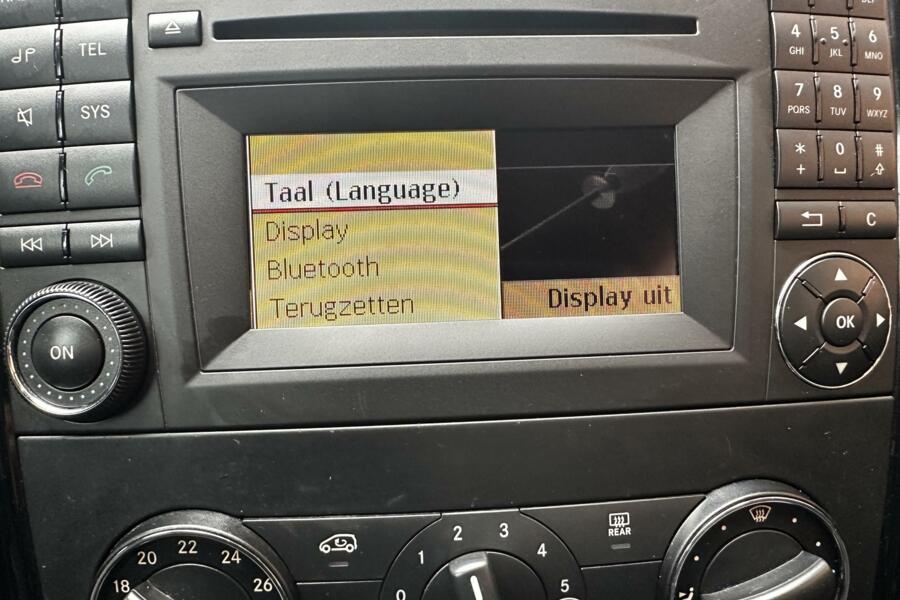 TEL
SYS
ON
Taal (Language)
Display
Bluetooth
Terugzetten
Display uit
4 GHI
5 JKL
6 MNO
7 PQRS
8 TUV
9 WXYZ
* +
0
#
C
OK
18 20 22 24 26
0 1 2 3 4 5
REAR